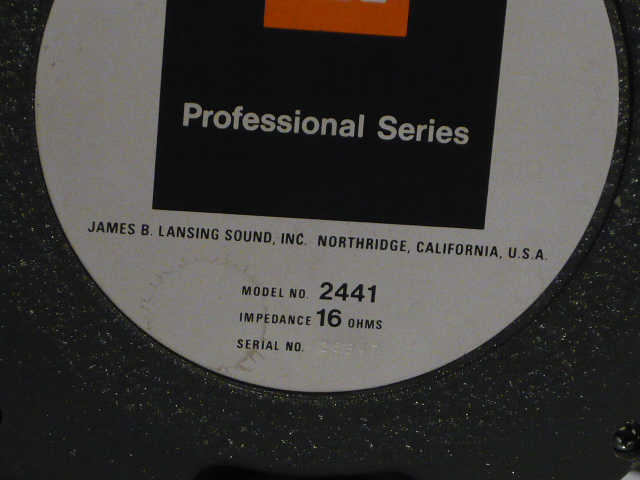 Professional Series
JAMES B. LANSING SOUND, INC. NORTHRIDGE, CALIFORNIA, U.S.A.
MODEL NO. 2441
IMPEDANCE 16 OHMS
SERIAL NO.